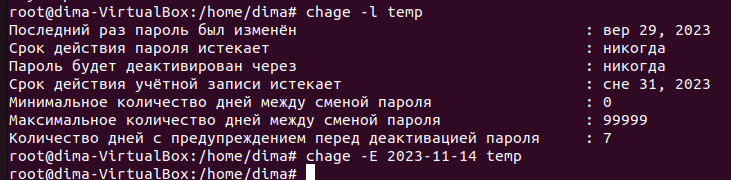 root@dima-VirtualBox:/home/dima# chage -l temp
Последний раз пароль был изменён : вер 29, 2023
Срок действия пароля истекает : никогда
Пароль будет деактивирован через : никогда
Срок действия учётной записи истекает : сне 31, 2023
Минимальное количество дней между сменой пароля : 0
Максимальное количество дней между сменой пароля : 99999
Количество дней с предупреждением перед деактивацией пароля : 7
root@dima-VirtualBox:/home/dima# chage -E 2023-11-14 temp
root@dima-VirtualBox:/home/dima#